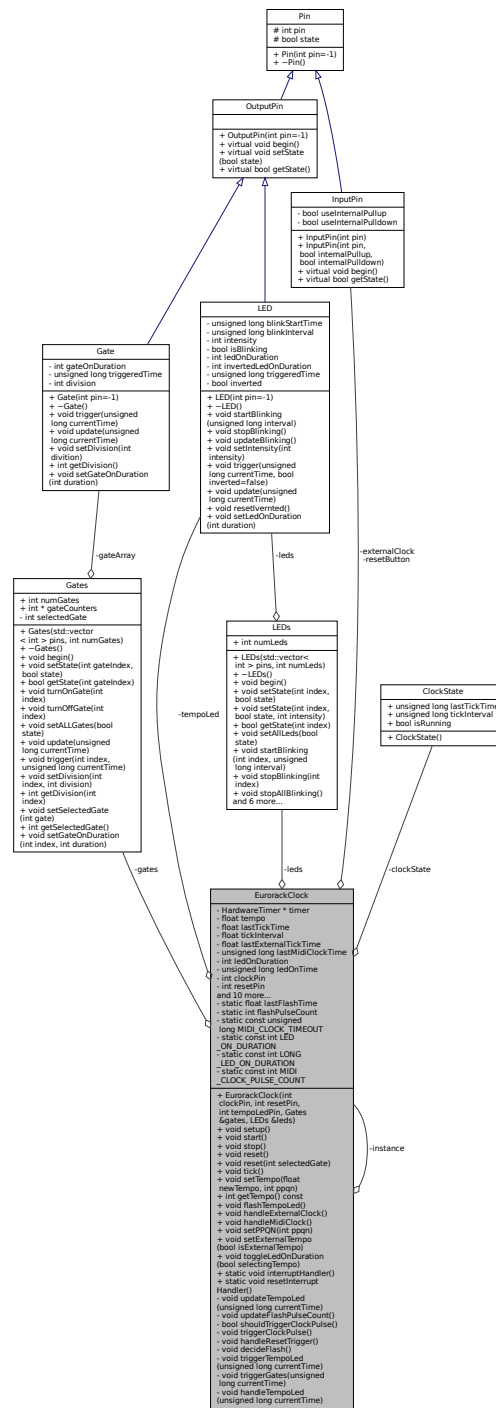 Pin
# int pin
# bool state
+ Pin(int pin=-1)
+ ~Pin()
OutputPin
+ OutputPin(int pin=-1)
+ virtual void begin()
+ virtual void setState
(bool state)
+ virtual bool getState()
InputPin
- bool useInternalPullup
- bool useInternalPulldown
+ InputPin(int pin)
+ InputPin(int pin,
bool internalPullup,
bool internalPulldown)
+ virtual void begin()
+ virtual bool getState()
LED
- unsigned long blinkStartTime
- unsigned long blinkInterval
- int intensity
- bool isBlinking
- int ledOnDuration
- int invertedLedOnDuration
- unsigned long triggeredTime
- bool inverted
+ LED(int pin=-1)
+ ~LED()
+ void startBlinking
(unsigned long interval)
+ void stopBlinking()
+ void updateBlinking()
+ void setIntensity(int
intensity)
+ void trigger(unsigned
long currentTime, bool
inverted=false)
+ void update(unsigned
long currentTime)
+ void resetIvernted()
+ void setLedOnDuration
(int duration)
Gate
- int gateOnDuration
- unsigned long triggeredTime
- int division
+ Gate(int pin=-1)
+ ~Gate()
+ void trigger(unsigned
long currentTime)
+ void update(unsigned
long currentTime)
+ void setDivision(int
divition)
+ int getDivision()
+ void setGateOnDuration
(int duration)
-gateArray
-leds
-externalClock
-resetButton
Gates
+ int numGates
+ int * gateCounters
- int selectedGate
+ Gates(std::vector
< int > pins, int numGates)
+ ~Gates()
+ void begin()
+ void setState(int gateIndex,
bool state)
+ bool getState(int gateIndex)
+ void turnOnGate(int
index)
+ void turnOffGate(int
index)
+ void setALLGates(bool
state)
+ void update(unsigned
long currentTime)
+ void trigger(int index,
unsigned long currentTime)
+ void setDivision(int
index, int division)
+ int getDivision(int
index)
+ void setSelectedGate
(int gate)
+ int getSelectedGate()
+ void setGateOnDuration
(int index, int duration)
LEDs
+ int numLeds
+ LEDs(std::vector<
int > pins, int numLeds)
+ ~LEDs()
+ void begin()
+ void setState(int index,
bool state)
+ void setState(int index,
bool state, int intensity)
+ bool getState(int index)
+ void setAllLeds(bool
state)
+ void startBlinking
(int index, unsigned
long interval)
+ void stopBlinking(int
index)
+ void stopAllBlinking()
and 6 more...
ClockState
+ unsigned long lastTickTime
+ unsigned long tickInterval
+ bool isRunning
+ ClockState()
-tempoLed
-gates
-leds
-clockState
EurorackClock
- HardwareTimer * timer
- float tempo
- float lastTickTime
- float tickInterval
- float lastExternalTickTime
- unsigned long lastMidiClockTime
- int ledOnDuration
- unsigned long ledOnTime
- int clockPin
- int resetPin
and 10 more...
- static float lastFlashTime
- static int flashPulseCount
- static const unsigned
long MIDI_CLOCK_TIMEOUT
- static const int LED
_ON_DURATION
- static const int LONG
_LED_ON_DURATION
- static const int MIDI
_CLOCK_PULSE_COUNT
+ EurorackClock(int
clockPin, int resetPin,
int tempoLedPin, Gates
&gates, LEDs &leds)
+ void setup()
+ void start()
+ void stop()
+ void reset()
+ void reset(int selectedGate)
+ void tick()
+ void setTempo(float
newTempo, int ppqn)
+ int getTempo() const
+ void flashTempoLed()
+ void handleExternalClock()
+ void handleMidiClock()
+ void setPPQN(int ppqn)
+ void setExternalTempo
(bool isExternalTempo)
+ void toggleLedOnDuration
(bool selectingTempo)
+ static void interruptHandler()
+ static void resetInterrupt
Handler()
- void updateTempoLed
(unsigned long currentTime)
- void updateFlashPulseCount()
- bool shouldTriggerClockPulse()
- void triggerClockPulse()
- void handleResetTrigger()
- void decideFlash()
- void triggerTempoLed
(unsigned long currentTime)
- void triggerGates(unsigned
long currentTime)
- void handleTempoLed
(unsigned long currentTime)
-instance